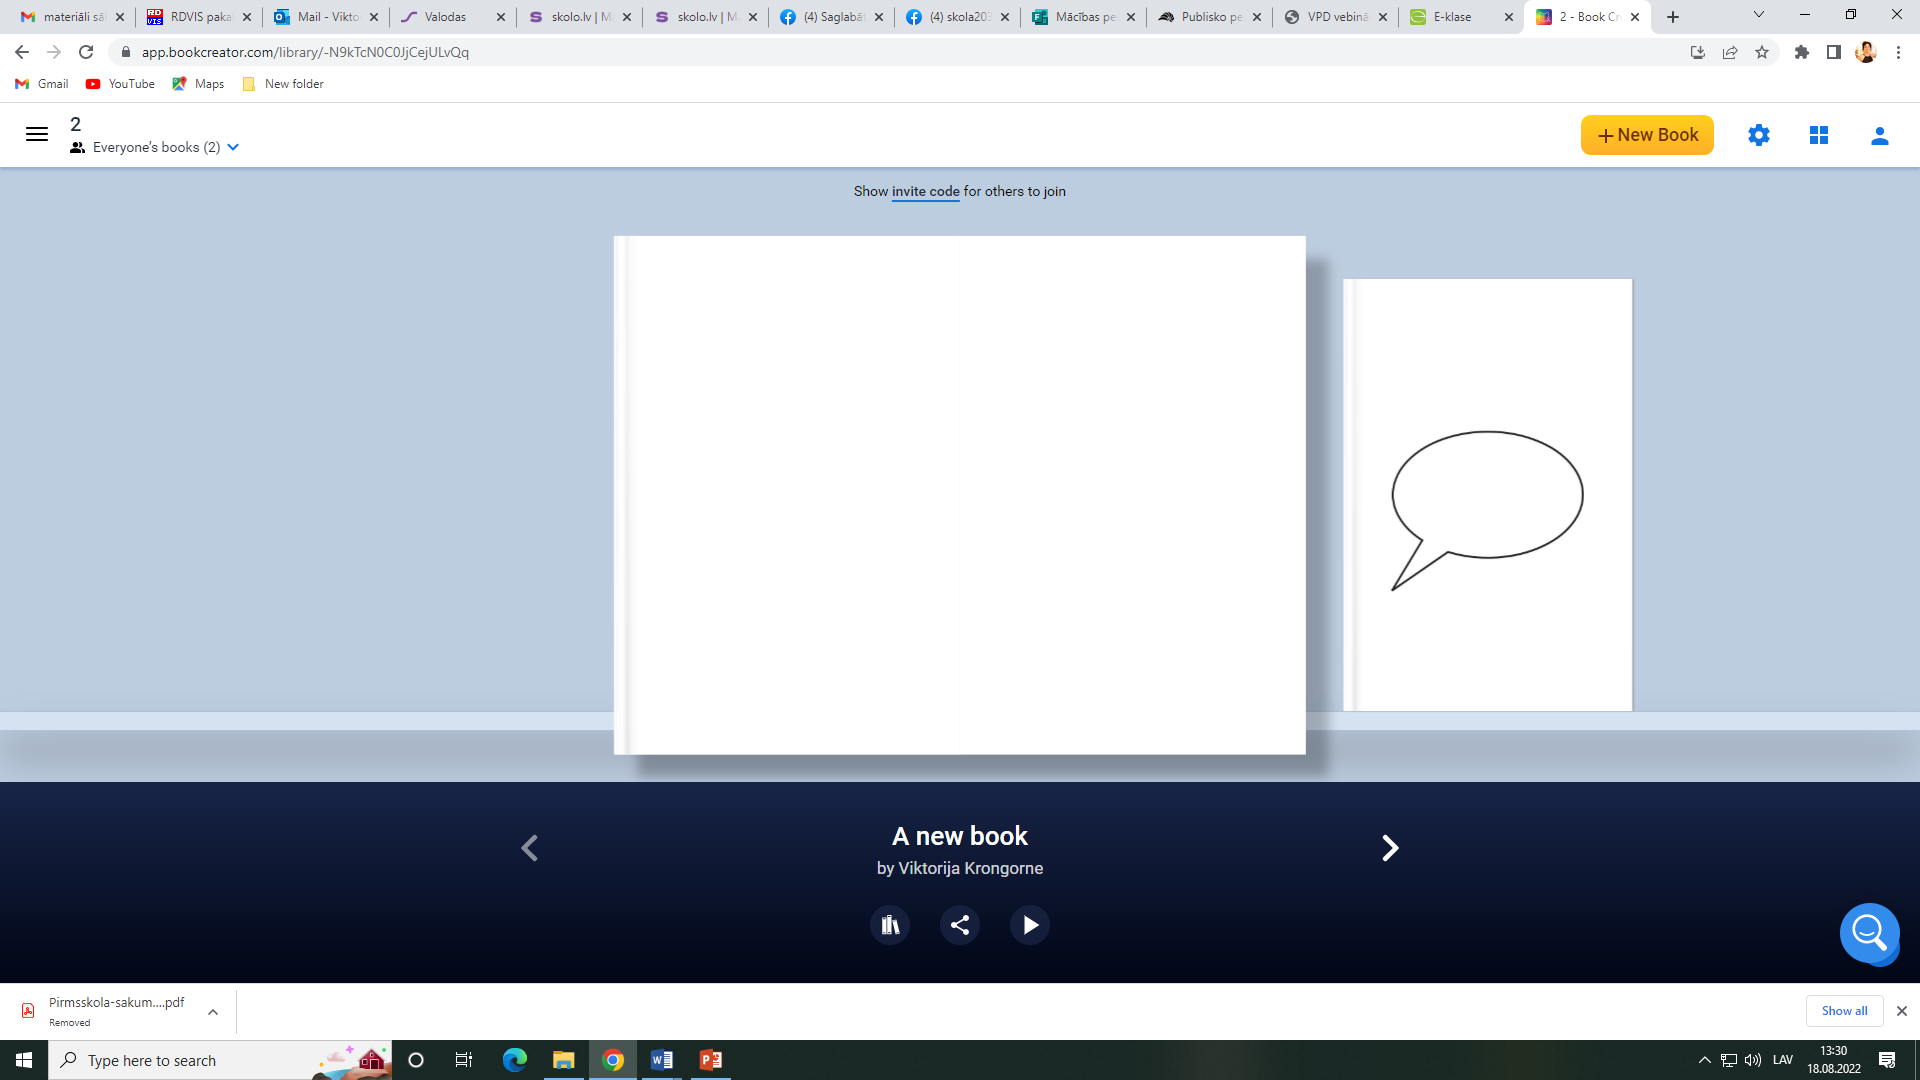 materiāli sā
RDVIS paka
Mail - Vikto
Valodas
skolo.lv | M
skolo.lv | M
(4) Saglabāt
(4) skola203
Mācības pe
Publisko pe
VPD vebinā
E-klase
2 - Book Cr
app.bookcreator.com/library/-N9kTcN0C0JjCejULvQq
Gmail
YouTube
Maps
New folder
2
Everyone's books (2)
+ New Book
Show invite code for others to join
A new book
by Viktorija Krongorne
Pirmsskola-sakum....pdf
Removed
Show all
Type here to search
LAV
13:30
18.08.2022